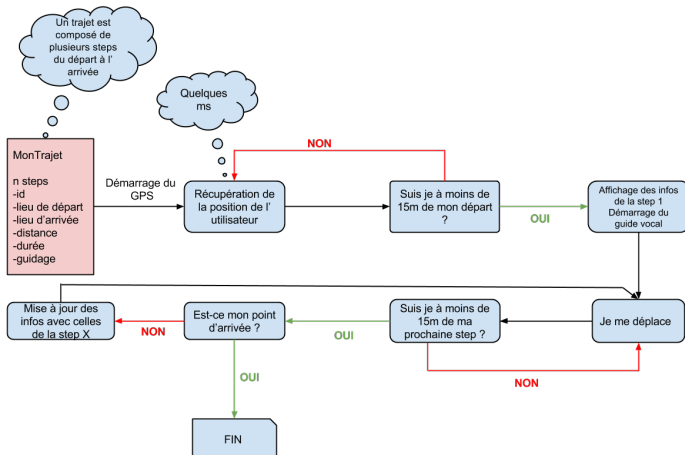 Un trajet est
composé de
plusieurs steps
du départ à l'
arrivée
Quelques
ms
MonTrajet
n steps
-id
-lieu de départ
-lieu d'arrivée
-distance
-durée
-guidage
Démarrage du
GPS
Récupération de
la position de l'
utilisateur
NON
Suis je à moins de
15m de mon départ
?
OUI
Affichage des infos
de la step 1
Démarrage du
guide vocal
Je me déplace
Suis je à moins de
15m de ma
prochaine step ?
NON
OUI
Est-ce mon point
d'arrivée ?
NON
Mise à jour des
infos avec celles
de la step X
OUI
FIN